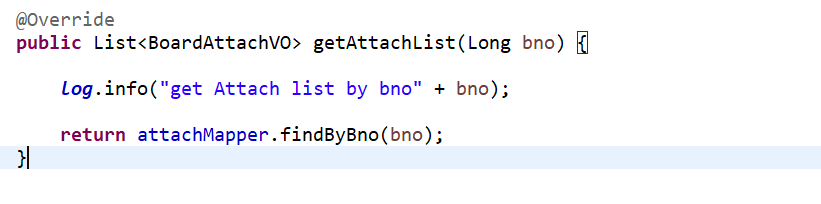 @Override
public List<BoardAttachVO> getAttachList(Long bno) {
log.info("get Attach list by bno" + bno);
return attachMapper.findByBno(bno);
}